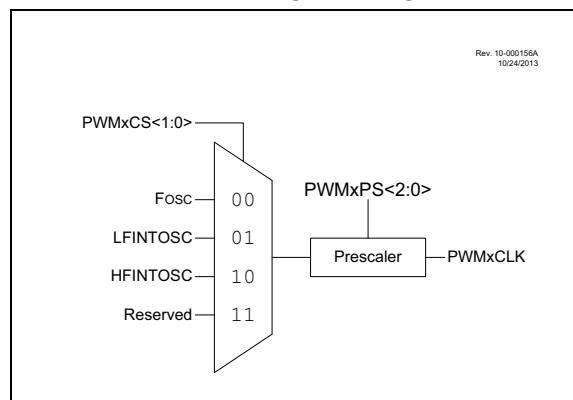 Rev. 10-000156A
10/24/2013
PWMxCS<1:0>
FOSC 00
LFINTOSC 01
HFINTOSC 10
Reserved 11
PWMxPS<2:0>
Prescaler
PWMxCLK